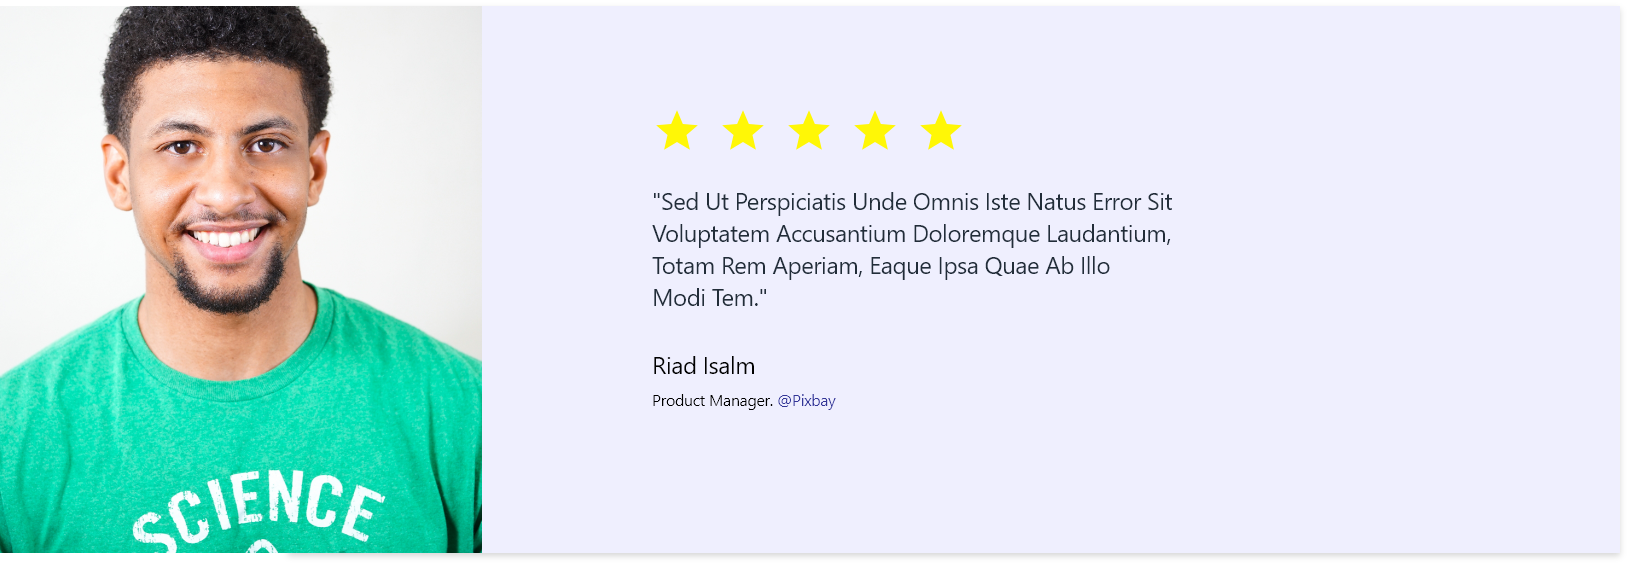 "Sed Ut Perspiciatis Unde Omnis Iste Natus Error Sit
Voluptatem Accusantium Doloremque Laudantium,
Totam Rem Aperiam, Eaque Ipsa Quae Ab Illo
Modi Tem."
Riad Isalm
Product Manager. @Pixbay
SCIENCE